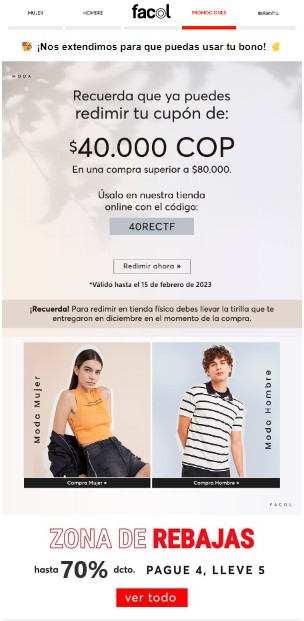 MUJER HOMBRE facol PROMOCIONES INFANTIL
¡Nos extendimos para que puedas usar tu bono!
MODA
Recuerda que ya puedes
redimir tu cupón de:
$40.000 COP
En una compra superior a $80.000.
Úsalo en nuestra tienda
online con el código:
40RECTF
Redimir ahora »
*Válido hasta el 15 de febrero de 2023
¡Recuerda! Para redimir en tienda física debes llevar la tirilla que te
entregaron en diciembre en el momento de la compra.
Moda Mujer
Compra Mujer »
Moda Hombre
Compra Hombre »
FACOL
ZONA DE REBAJAS
hasta 70% dcto. PAGUE 4, LLEVE 5
ver todo